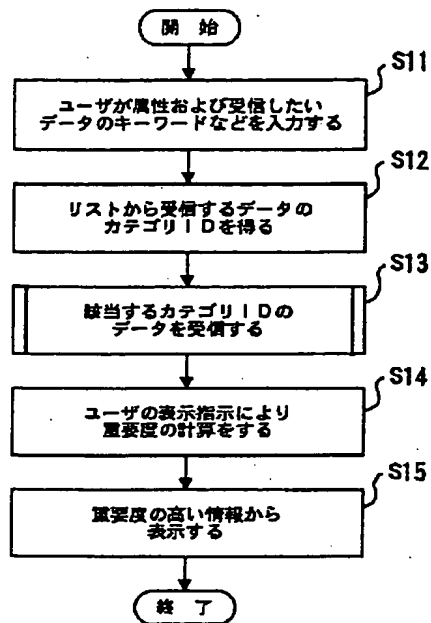 開 始
S11
ユーザが属性および受信したい
データのキーワードなどを入力する
S12
リストから受信するデータの
カテゴリIDを得る
S13
該当するカテゴリIDの
データを受信する
S14
ユーザの表示指示により
重要度の計算をする
S15
重要度の高い情報から
表示する
終 了